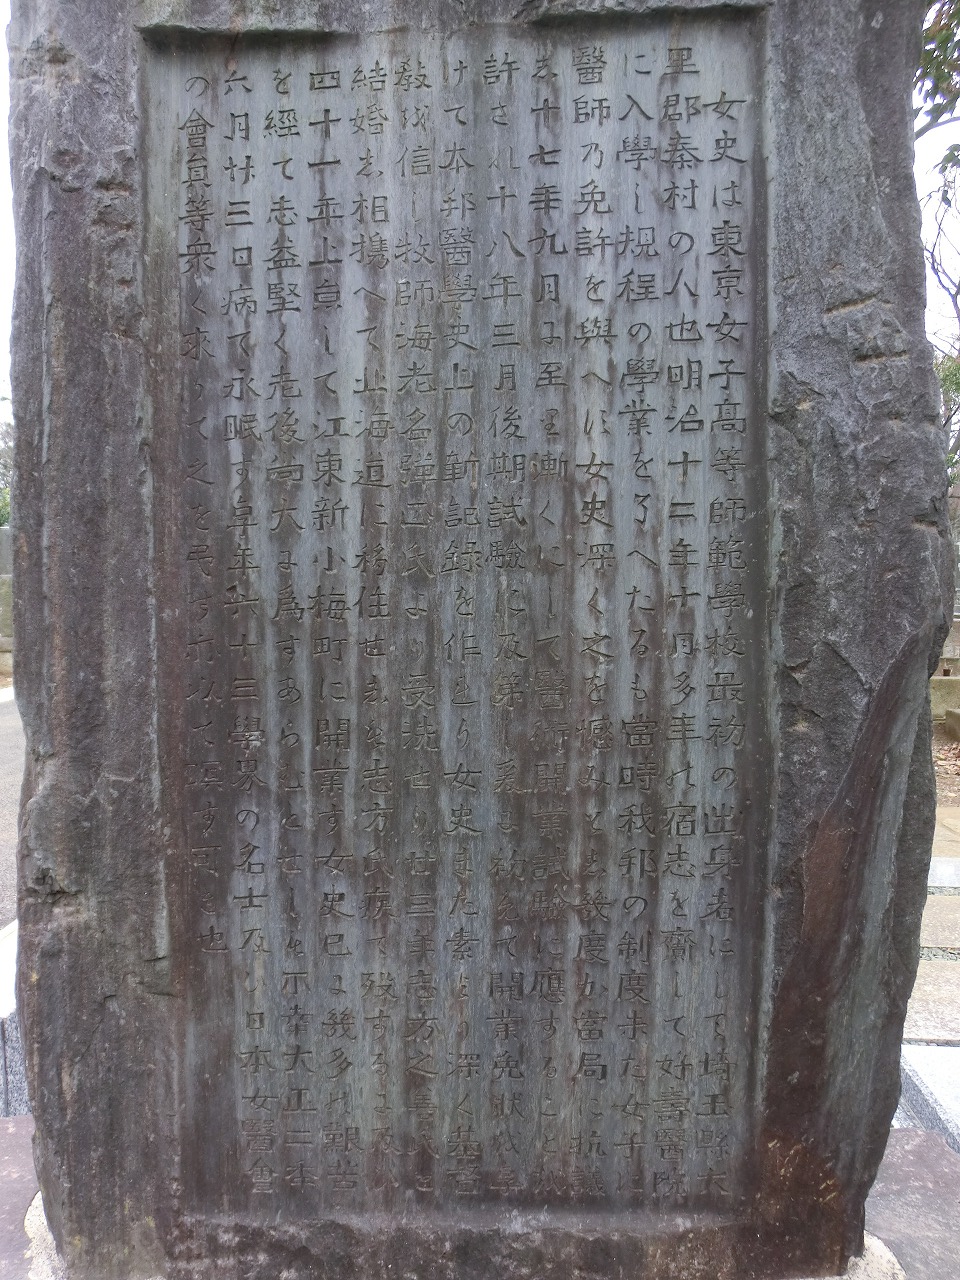 女史は東京女子高等師範學校最初の出身者にして埼玉縣大
里郡秦村の人也明治十二年十月多年の宿志を齎して好壽醫院
に入學し規程の學業を了へたるも當時我邦の制度未た女子に
醫師乃免許を與へは女史深く之を憾みと幾度か當局に抗議
し十七年九月に至り漸くにして醫術開業試驗に應することを
許され十八年三月後期試驗に及第し爰に初めて開業免狀を享
けて本邦醫學史上の新記録を作れり女史また素より深く基督
敎を信し牧師海老名彈正氏より受洗せり廿三年志方之善氏と
結婚し相携へて北海道に移住せしを志方氏疾て歿するに及ひ
四十一年上亰して江東新小梅町に開業す女史已に幾多の艱苦
を經て志益堅く老後尚大に爲すあらむとせしを不幸大正二年
六月廿三日病て永眠す享年六十三學界の名士及ひ日本女醫會
の會員等衆く來りて之を弔す亦以て瞑す可き也